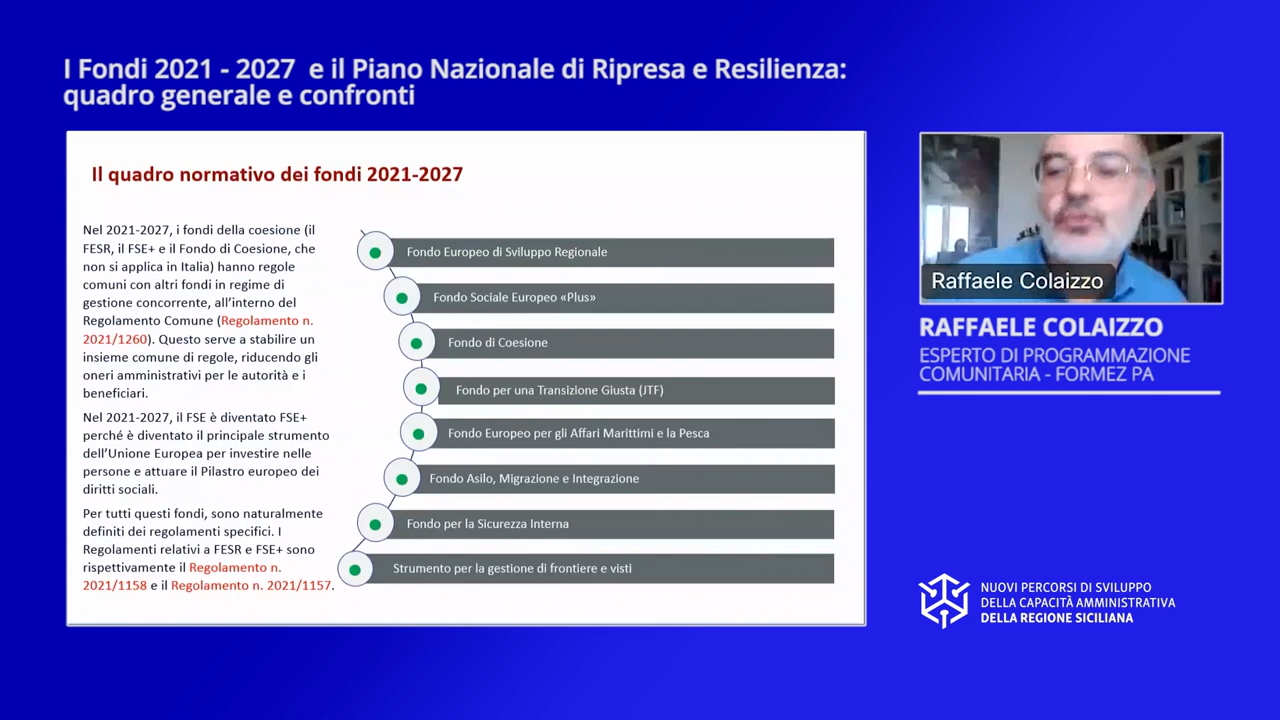 I Fondi 2021 - 2027 e il Piano Nazionale di Ripresa e Resilienza:
quadro generale e confronti
Il quadro normativo dei fondi 2021-2027
Nel 2021-2027, i fondi della coesione (il
FESR, il FSE+ e il Fondo di Coesione, che
non si applica in Italia) hanno regole
comuni con altri fondi in regime di
gestione concorrente, all’interno del
Regolamento Comune (Regolamento n.
2021/1260). Questo serve a stabilire un
insieme comune di regole, riducendo gli
oneri amministrativi per le autorità e i
beneficiari.
Nel 2021-2027, il FSE è diventato FSE+
perché è diventato il principale strumento
dell’Unione Europea per investire nelle
persone e attuare il Pilastro europeo dei
diritti sociali.
Per tutti questi fondi, sono naturalmente
definiti dei regolamenti specifici. I
Regolamenti relativi a FESR e FSE+ sono
rispettivamente il Regolamento n.
2021/1158 e il Regolamento n. 2021/1157.
Fondo Europeo di Sviluppo Regionale
Fondo Sociale Europeo «Plus»
Fondo di Coesione
Fondo per una Transizione Giusta (JTF)
Fondo Europeo per gli Affari Marittimi e la Pesca
Fondo Asilo, Migrazione e Integrazione
Fondo per la Sicurezza Interna
Strumento per la gestione di frontiere e visti
Raffaele Colaizzo
RAFFAELE COLAIZZO
ESPERTO DI PROGRAMMAZIONE
COMUNITARIA - FORMEZ PA
NUOVI PERCORSI DI SVILUPPO
DELLA CAPACITÀ AMMINISTRATIVA
DELLA REGIONE SICILIANA